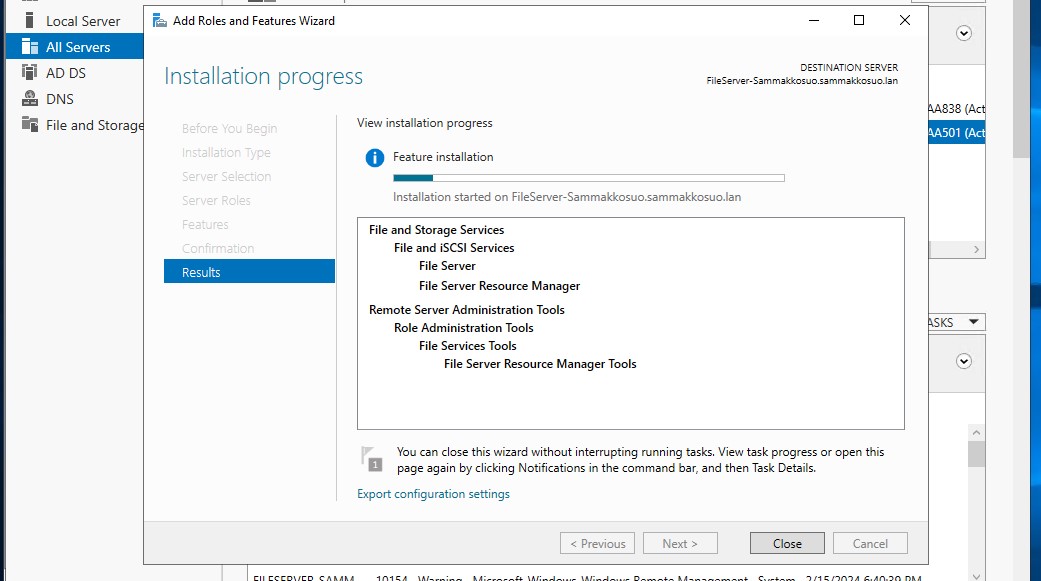 Local Server
All Servers
AD DS
DNS
File and Storage
Add Roles and Features Wizard
Installation progress
DESTINATION SERVER
FileServer-Sammakkosuo.sammakkosuo.lan
Before You Begin
Installation Type
Server Selection
Server Roles
Features
Confirmation
Results
View installation progress
Feature installation
Installation started on FileServer-Sammakkosuo.sammakkosuo.lan
File and Storage Services
File and iSCSI Services
File Server
File Server Resource Manager
Remote Server Administration Tools
Role Administration Tools
File Services Tools
File Server Resource Manager Tools
1
You can close this wizard without interrupting running tasks. View task progress or open this
page again by clicking Notifications in the command bar, and then Task Details.
Export configuration settings
< Previous
Next >
Close
Cancel
AA838 (Act
AA501 (Act
ASKS
FILESERVER-SAMM... 10154 Warning Microsoft-Windows-Windows Remote Management System 2/15/2024 6:40:39 PM